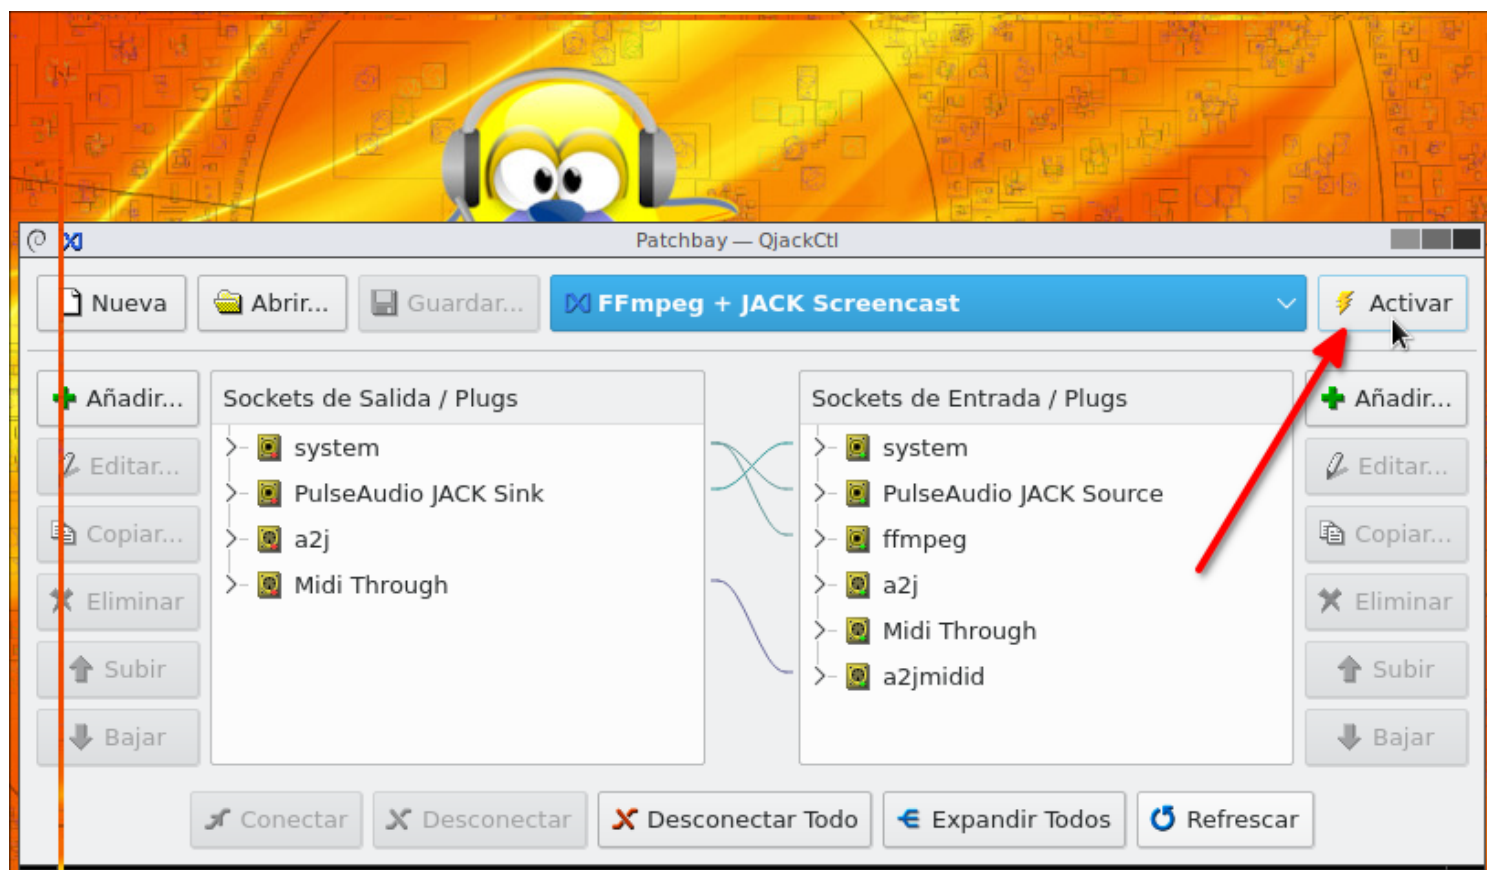 Patchbay — QjackCtl
Nueva
Abrir...
Guardar...
FFmpeg + JACK Screencast
Activar
Añadir...
Editar...
Copiar...
Eliminar
Subir
Bajar
Sockets de Salida / Plugs
system
PulseAudio JACK Sink
a2j
Midi Through
Sockets de Entrada / Plugs
system
PulseAudio JACK Source
ffmpeg
a2j
Midi Through
a2jmidid
Añadir...
Editar...
Copiar...
Eliminar
Subir
Bajar
Conectar
Desconectar
Desconectar Todo
Expandir Todos
Refrescar